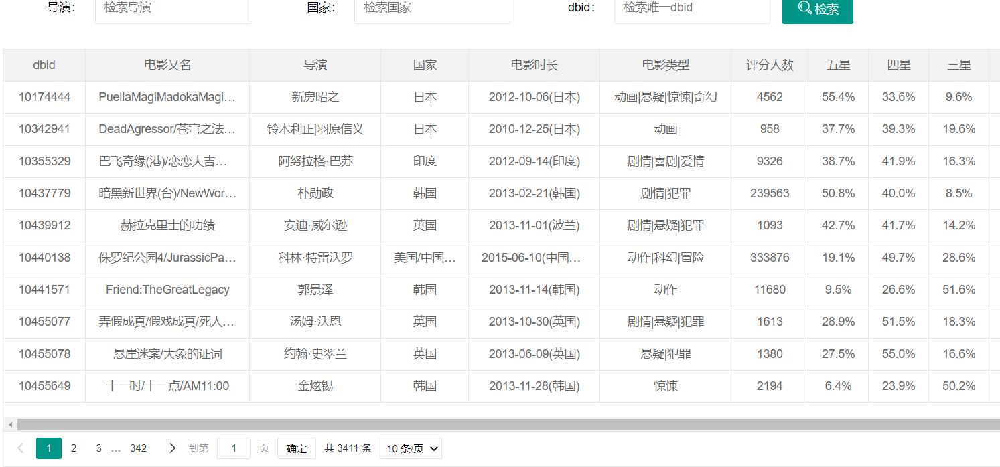 导演： 检索导演 国家： 检索国家 dbid： 检索唯一dbid 检索
dbid 电影又名 导演 国家 电影时长 电影类型 评分人数 五星 四星 三星
10174444 PuellaMagiMadokaMagi... 新房昭之 日本 2012-10-06(日本) 动画|悬疑|惊悚|奇幻 4562 55.4% 33.6% 9.6%
10342941 DeadAgressor/苍穹之法... 铃木利正|羽原信义 日本 2010-12-25(日本) 动画 958 37.7% 39.3% 19.6%
10355329 巴飞奇缘(港)/恋恋大吉... 阿努拉格·巴苏 印度 2012-09-14(印度) 剧情|喜剧|爱情 9326 38.7% 41.9% 16.3%
10437779 暗黑新世界(台)/NewWor... 朴勋政 韩国 2013-02-21(韩国) 剧情|犯罪 239563 50.8% 40.0% 8.5%
10439912 赫拉克里士的功绩 安迪·威尔逊 英国 2013-11-01(波兰) 剧情|悬疑|犯罪 1093 42.7% 41.7% 14.2%
10440138 侏罗纪公园4/JurassicPa... 科林·特雷沃罗 美国/中国... 2015-06-10(中国... 动作|科幻|冒险 333876 19.1% 49.7% 28.6%
10441571 Friend:TheGreatLegacy 郭景泽 韩国 2013-11-14(韩国) 动作 11680 9.5% 26.6% 51.6%
10455077 弄假成真/假戏成真/死人... 汤姆·沃恩 英国 2013-10-30(英国) 剧情|悬疑|犯罪 1613 28.9% 51.5% 18.3%
10455078 悬崖迷案/大象的证词 约翰·史翠兰 英国 2013-06-09(英国) 悬疑|犯罪 1380 27.5% 55.0% 16.6%
10455649 十一时/十一点/AM11:00 金炫锡 韩国 2013-11-28(韩国) 惊悚 2194 6.4% 23.9% 50.2%
1 2 3 ... 342 到第 1 页 确定 共 3411 条 10 条/页